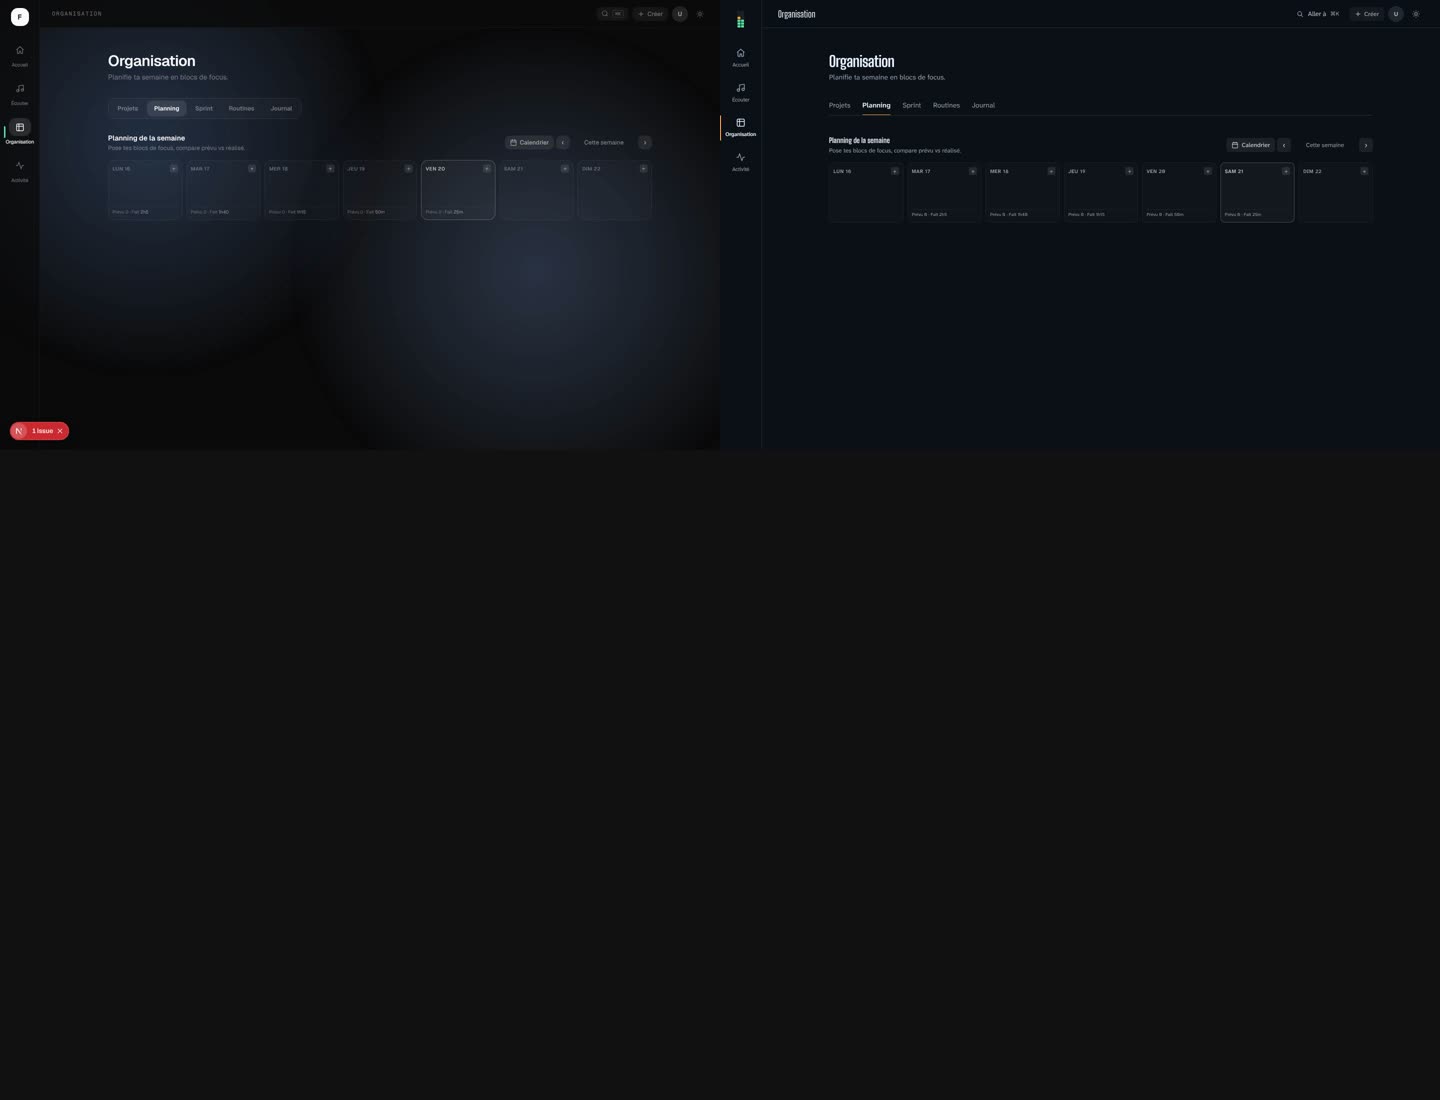 F
ORGANISATION
Créer
U
Accueil
Écouter
Organisation
Activité
Organisation
Planifie ta semaine en blocs de focus.
Projets
Planning
Sprint
Routines
Journal
Planning de la semaine
Pose tes blocs de focus, compare prévu vs réalisé.
Calendrier
Cette semaine
LUN 16
MAR 17
MER 18
JEU 19
VEN 20
SAM 21
DIM 22
1 Issue
Organisation
Aller à ⌘K
Créer
U
Accueil
Écouter
Organisation
Activité
Organisation
Planifie ta semaine en blocs de focus.
Projets
Planning
Sprint
Routines
Journal
Planning de la semaine
Pose tes blocs de focus, compare prévu vs réalisé.
Calendrier
Cette semaine
LUN 16
MAR 17
MER 18
JEU 19
VEN 20
SAM 21
DIM 22